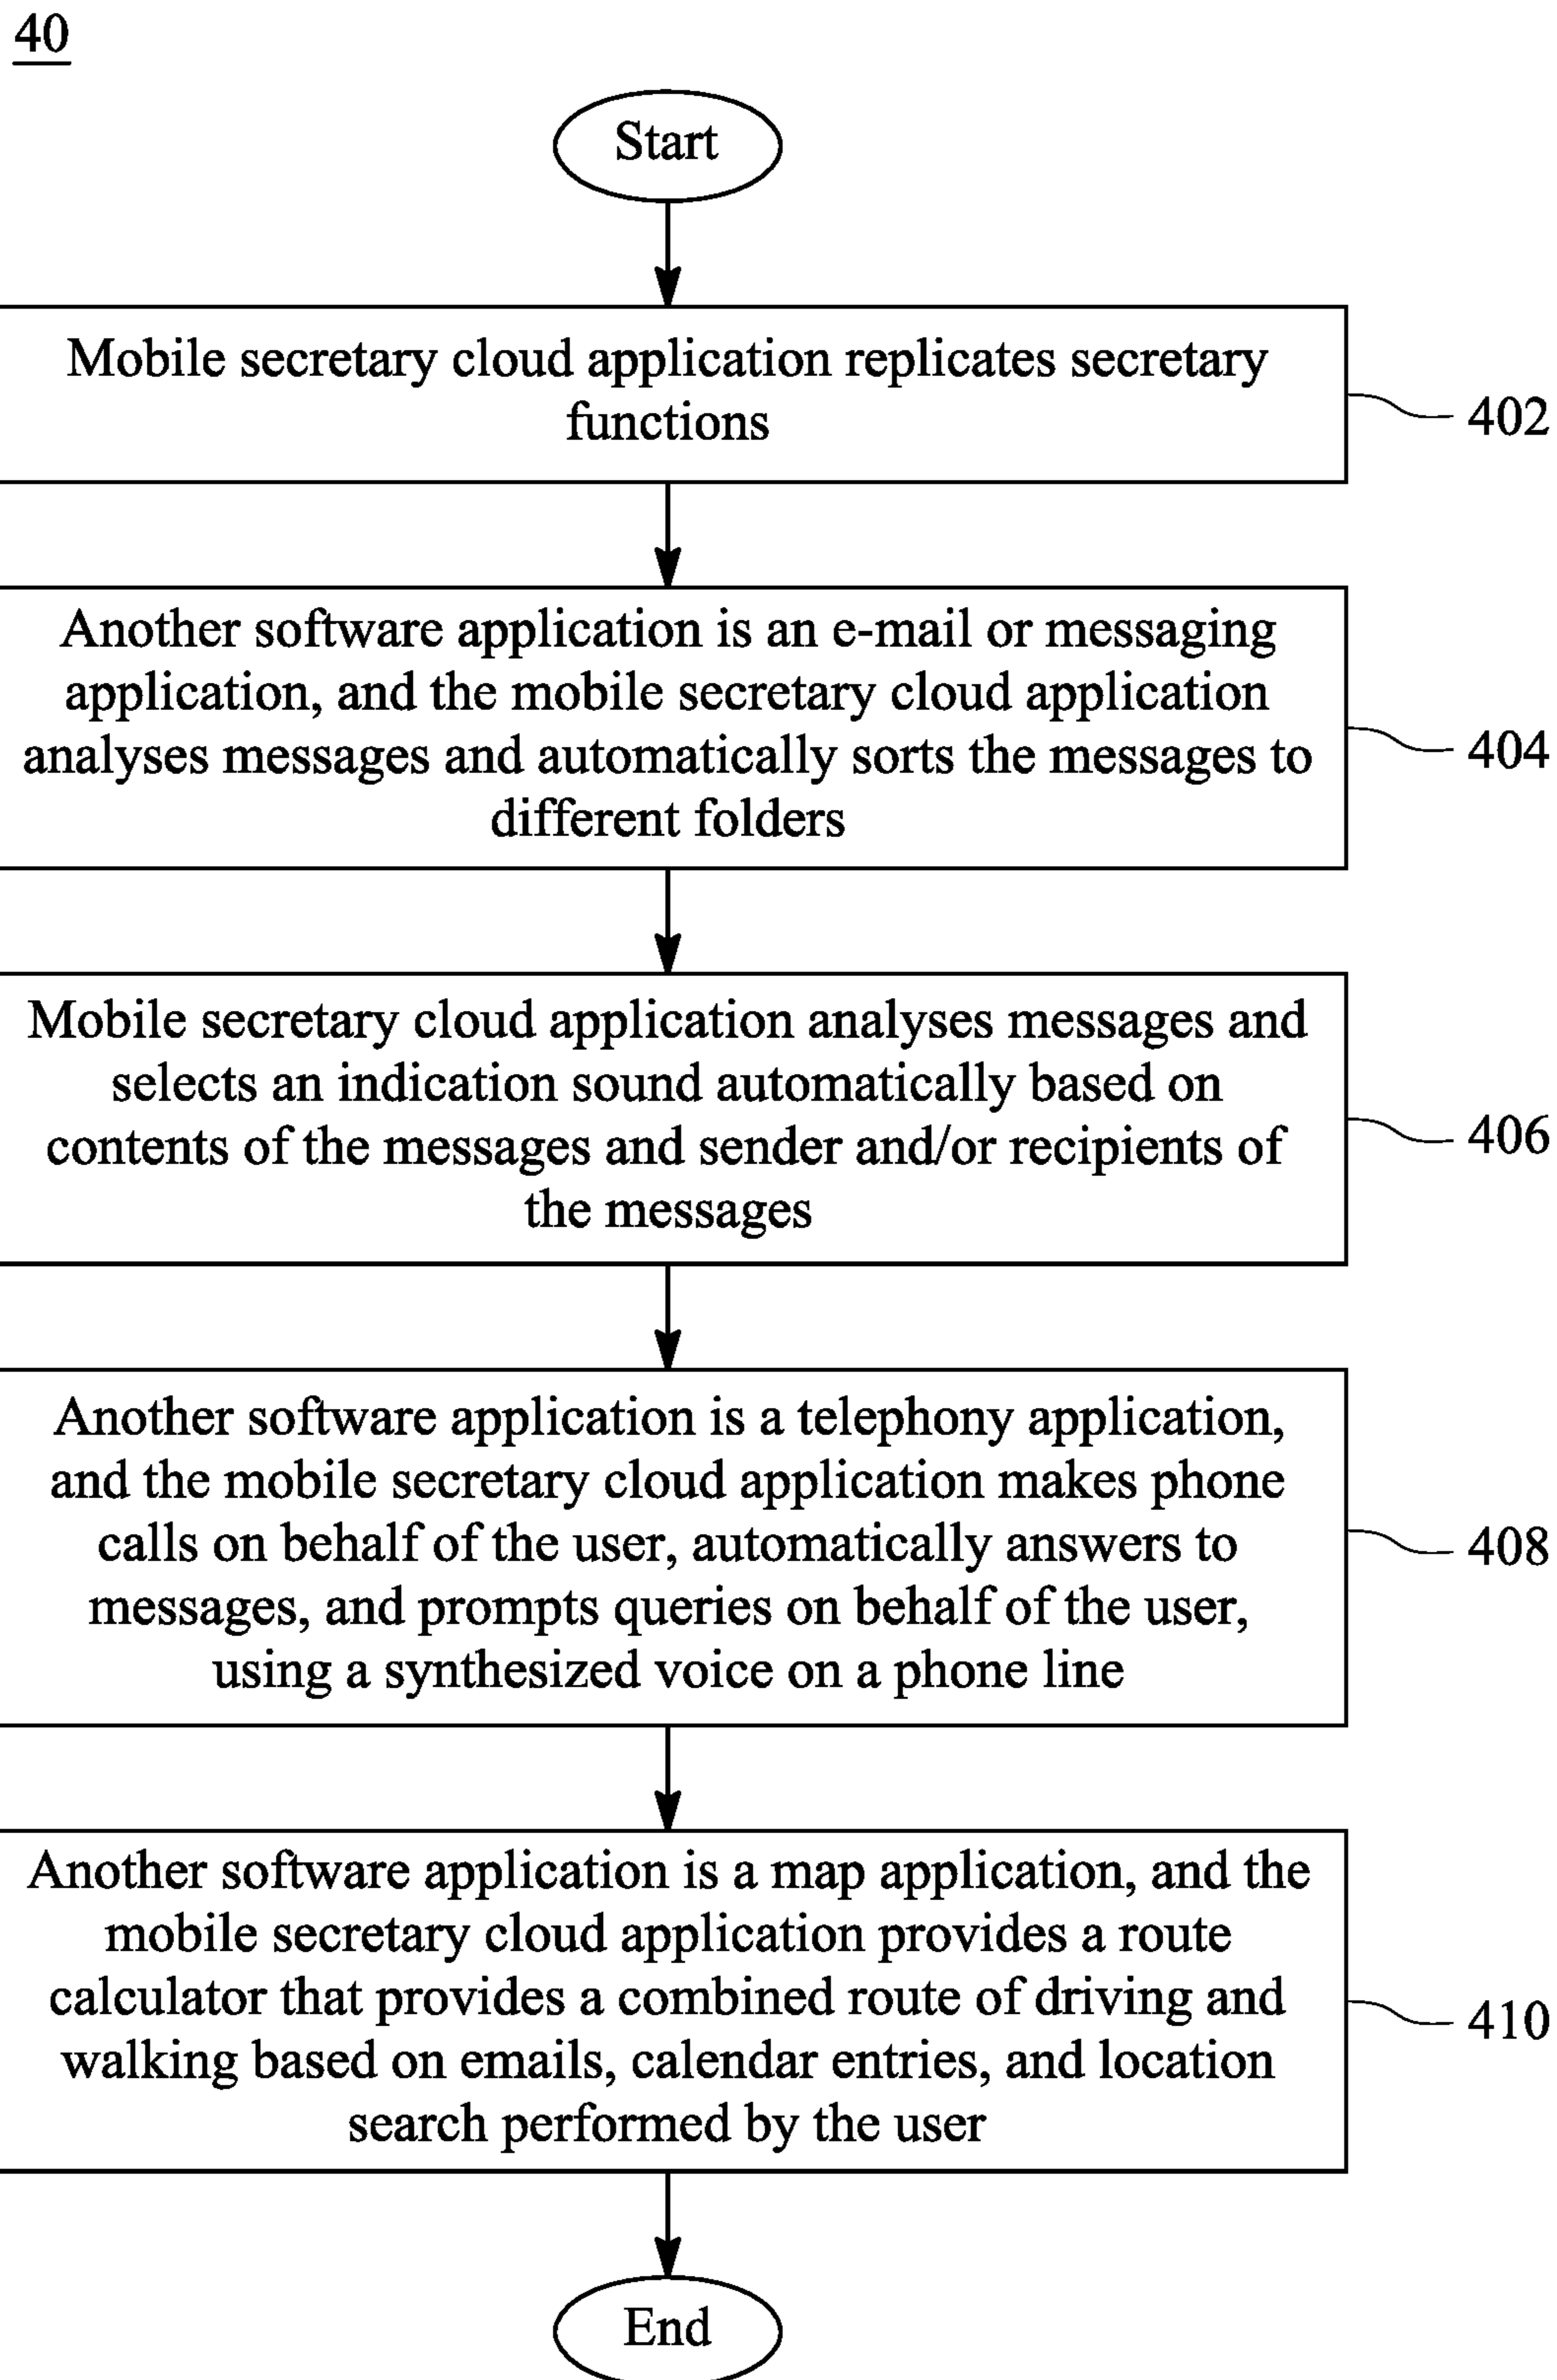 40
Start
Mobile secretary cloud application replicates secretary
functions
402
Another software application is an e-mail or messaging
application, and the mobile secretary cloud application
analyses messages and automatically sorts the messages to
different folders
404
Mobile secretary cloud application analyses messages and
selects an indication sound automatically based on
contents of the messages and sender and/or recipients of
the messages
406
Another software application is a telephony application,
and the mobile secretary cloud application makes phone
calls on behalf of the user, automatically answers to
messages, and prompts queries on behalf of the user,
using a synthesized voice on a phone line
408
Another software application is a map application, and the
mobile secretary cloud application provides a route
calculator that provides a combined route of driving and
walking based on emails, calendar entries, and location
search performed by the user
410
End